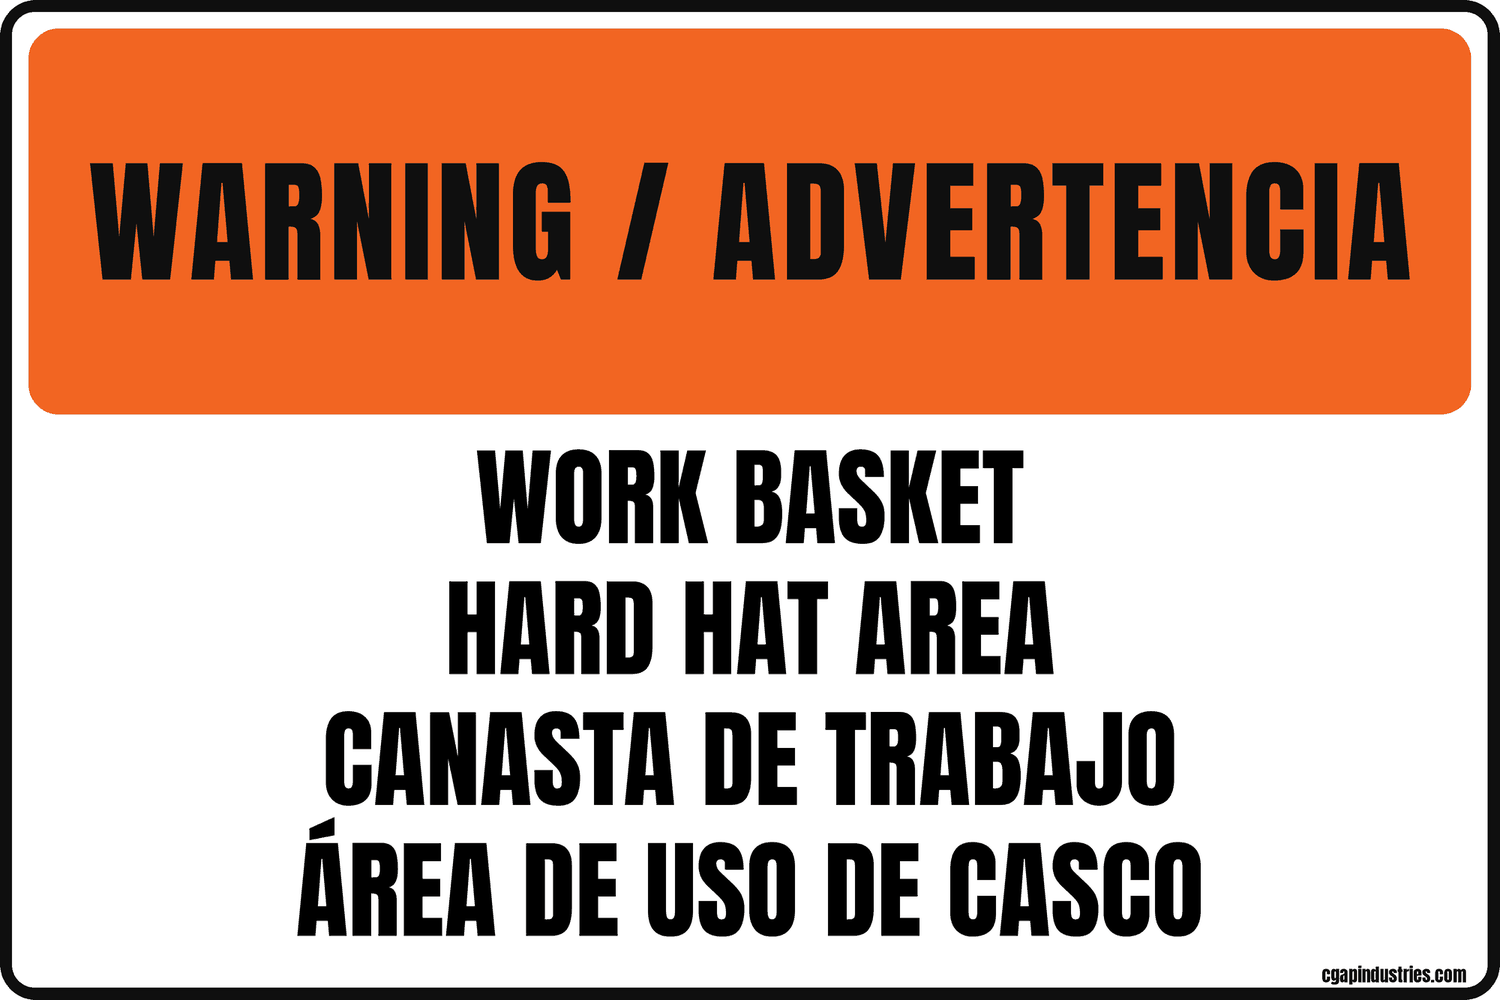 WARNING / ADVERTENCIA
WORK BASKET
HARD HAT AREA
CANASTA DE TRABAJO
ÁREA DE USO DE CASCO
cgapindustries.com